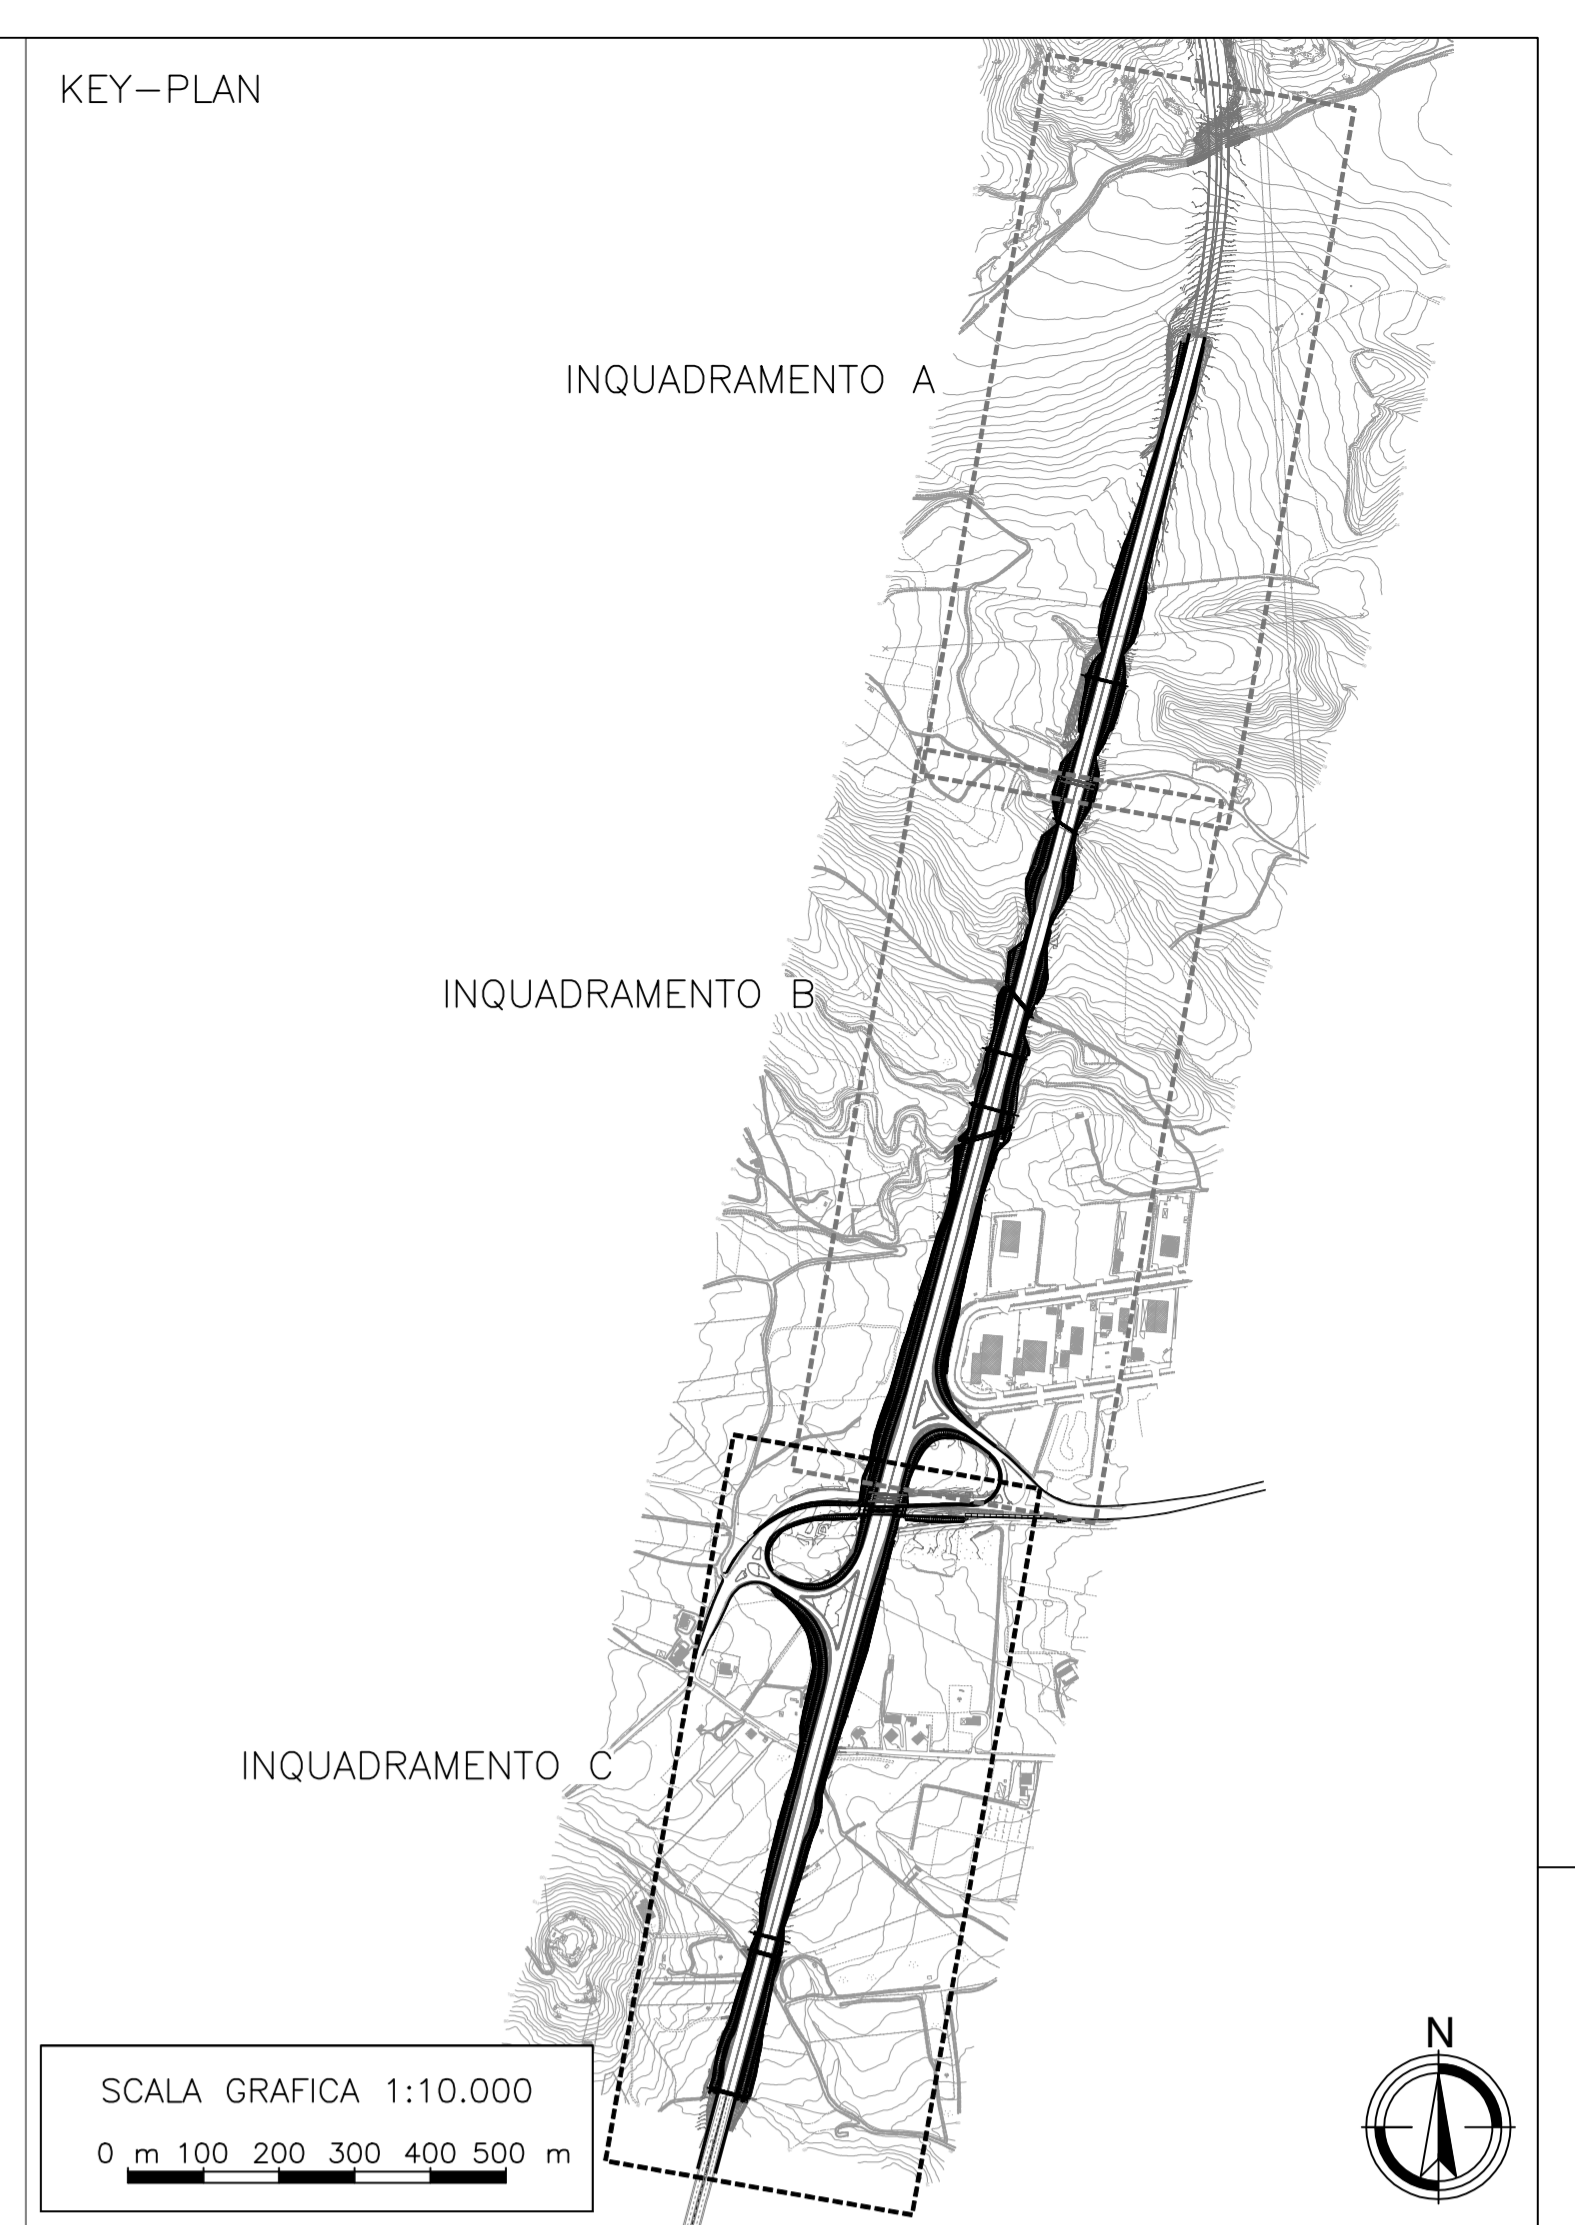 KEY-PLAN
INQUADRAMENTO A
INQUADRAMENTO B
INQUADRAMENTO C
N
SCALA GRAFICA 1:10.000
0 m 100 200 300 400 500 m